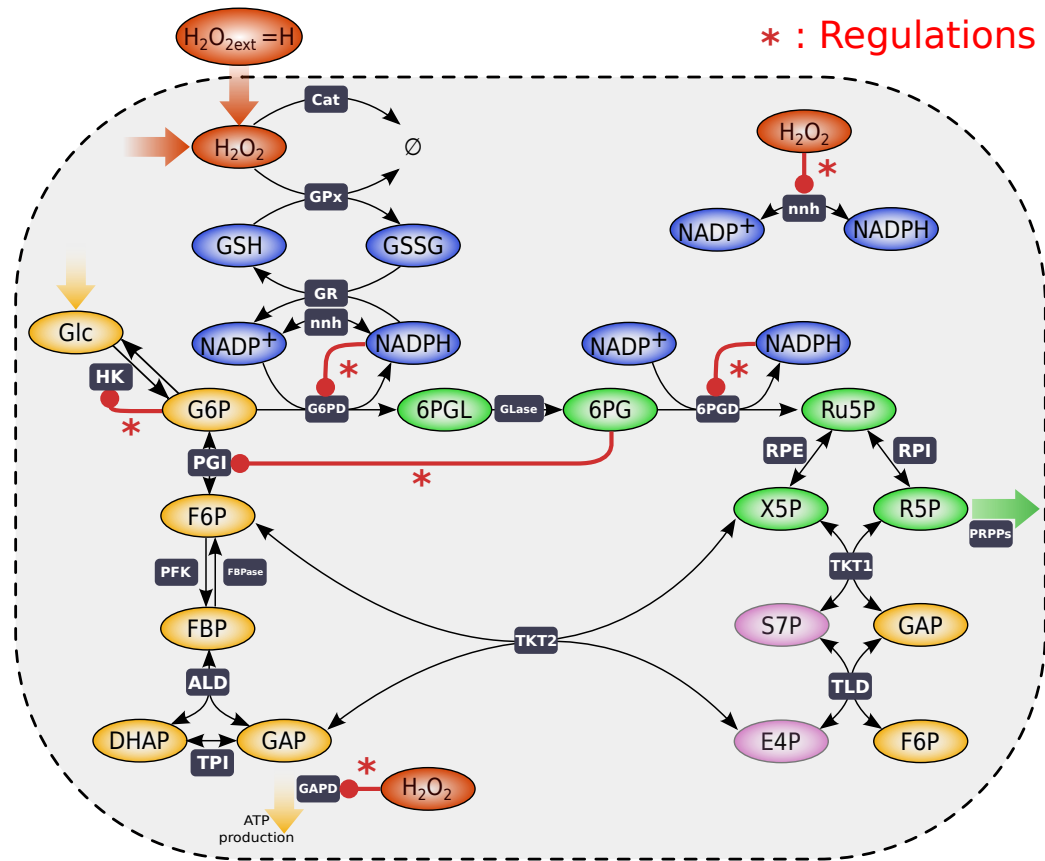 H₂O₂ext =H
* : Regulations
Cat
H₂O₂
∅
H₂O₂
*
GPx
nnh
NADP+
NADPH
GSH
GSSG
GR
nnh
Glc
NADP+
NADPH
NADP+
NADPH
*
*
HK
G6P
G6PD
6PGL
GLase
6PG
6PGD
Ru5P
*
PGI
*
RPE
RPI
F6P
X5P
R5P
PRPPs
PFK
FBPase
TKT1
FBP
S7P
GAP
TKT2
ALD
TLD
DHAP
GAP
E4P
F6P
TPI
*
GAPD
H₂O₂
ATP
production